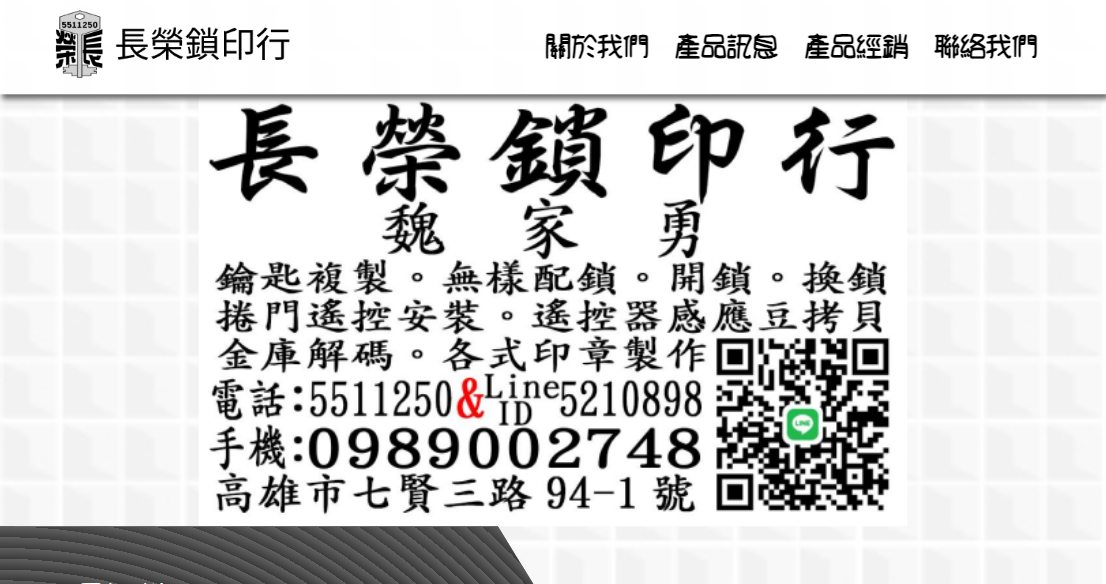 5511250
榮長
長榮鎖印行
關於我們 產品訊息 產品經銷 聯絡我們
長榮鎖印行
魏家勇
鑰匙複製。無樣配鎖。開鎖。換鎖
捲門遙控安裝。遙控器感應豆拷貝
金庫解碼。各式印章製作
電話:5511250&Line ID 5210898
手機:0989002748
高雄市七賢三路 94-1 號
LINE